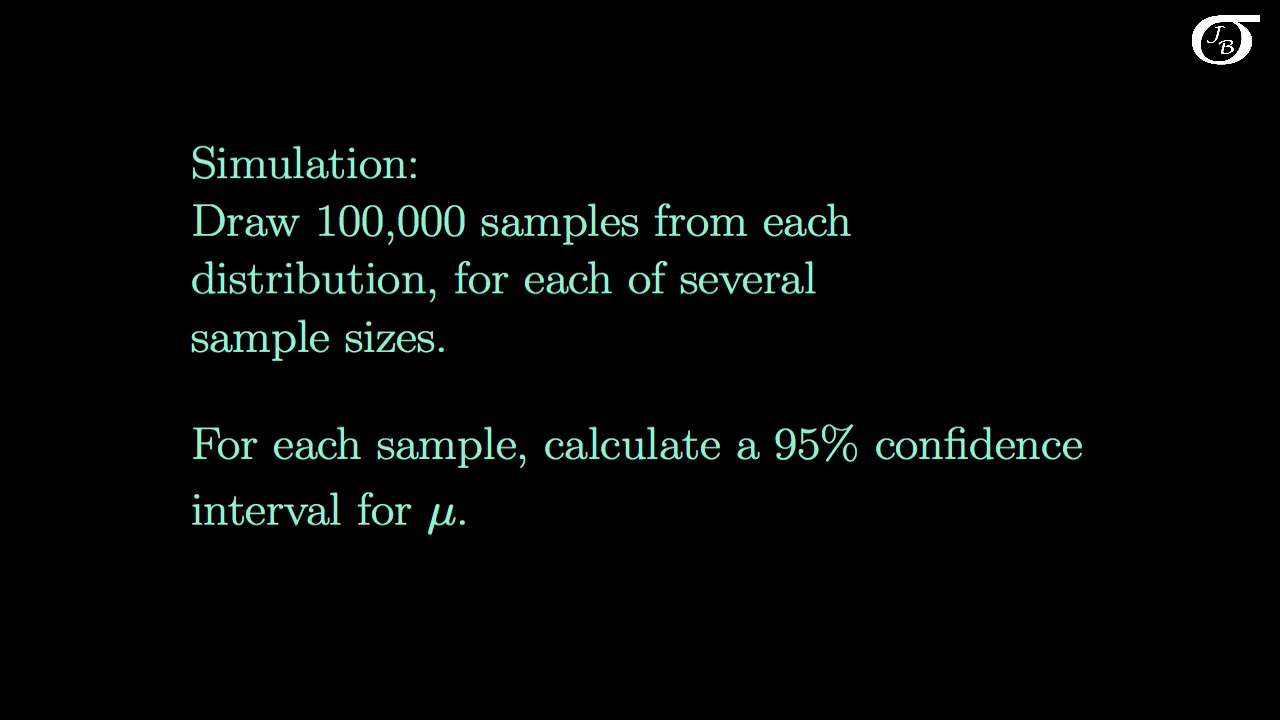 JB
Simulation:
Draw 100,000 samples from each
distribution, for each of several
sample sizes.
For each sample, calculate a 95% confidence
interval for μ.